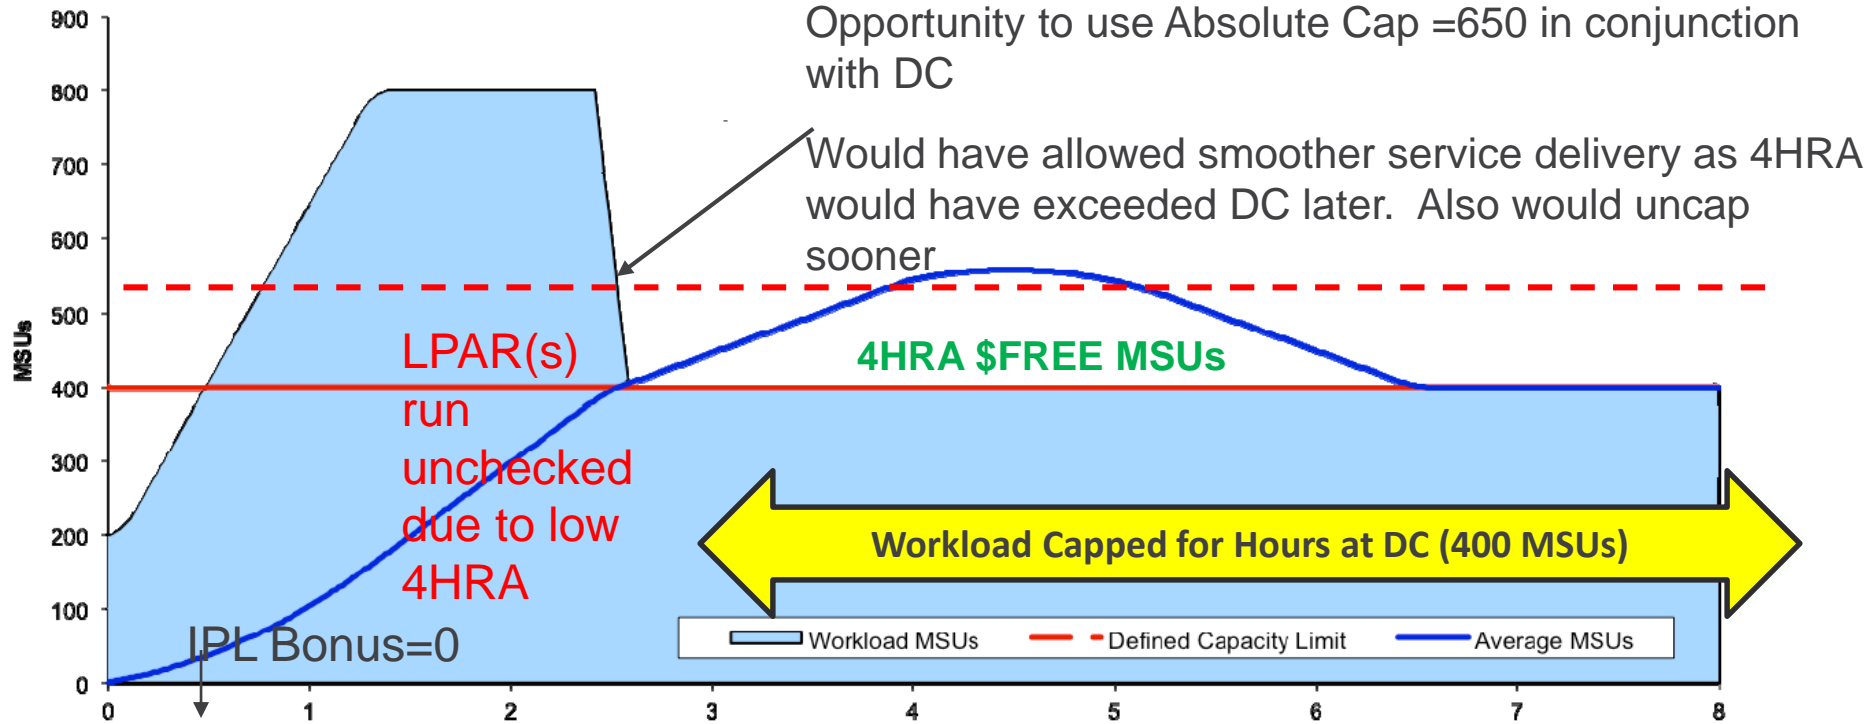 Opportunity to use Absolute Cap =650 in conjunction
with DC
Would have allowed smoother service delivery as 4HRA
would have exceeded DC later. Also would uncap
sooner
900
800
700
600
500
400
300
200
100
0
MSUs
LPAR(s)
run
unchecked
due to low
4HRA
4HRA $FREE MSUs
Workload Capped for Hours at DC (400 MSUs)
IPL Bonus=0
Workload MSUs
Defined Capacity Limit
Average MSUs
0 1 2 3 4 5 6 7 8